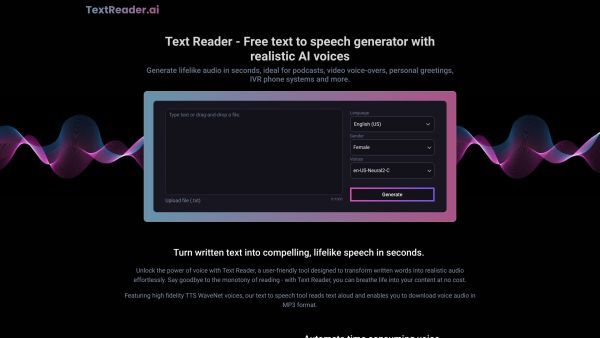 TextReader.ai
Text Reader - Free text to speech generator with
realistic AI voices
Generate lifelike audio in seconds, ideal for podcasts, video voice-overs, personal greetings,
IVR phone systems and more.
Type text or drag and drop a file.
Language
English (US)
Gender
Female
Voices
en-US-Neural2-C
Upload file (.txt)
Generate
Turn written text into compelling, lifelike speech in seconds.
Unlock the power of voice with Text Reader, a user-friendly tool designed to transform written words into realistic audio
effortlessly. Say goodbye to the monotony of reading - with Text Reader, you can breathe life into your content at no cost.
Featuring high fidelity TTS WaveNet voices, our text to speech tool reads text aloud and enables you to download voice audio in
MP3 format.
Automate time consuming voice